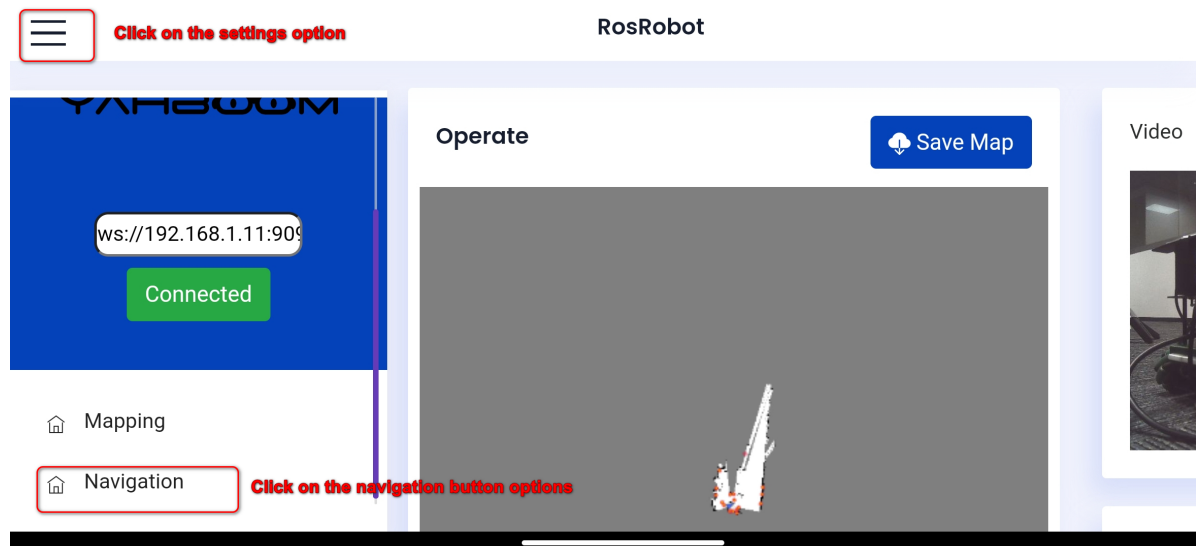 Click on the settings option
RosRobot
YAHBOOM
Operate
Save Map
Video
ws://192.168.1.11:909
Connected
Mapping
Navigation
Click on the navigation button options